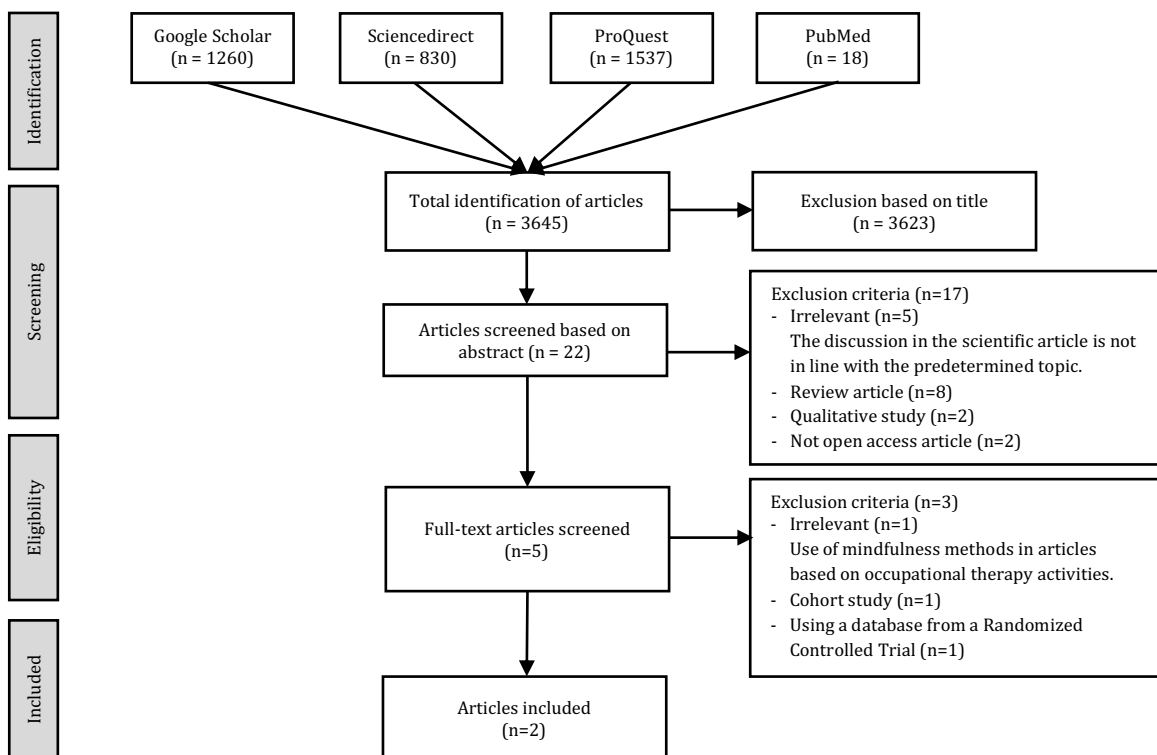 Identification
Google Scholar
(n = 1260)
Sciencedirect
(n = 830)
ProQuest
(n = 1537)
PubMed
(n = 18)
Screening
Total identification of articles
(n = 3645)
Exclusion based on title
(n = 3623)
Articles screened based on
abstract (n = 22)
Exclusion criteria (n=17)
- Irrelevant (n=5)
The discussion in the scientific article is not
in line with the predetermined topic.
- Review article (n=8)
- Qualitative study (n=2)
- Not open access article (n=2)
Eligibility
Full-text articles screened
(n=5)
Exclusion criteria (n=3)
- Irrelevant (n=1)
Use of mindfulness methods in articles
based on occupational therapy activities.
- Cohort study (n=1)
- Using a database from a Randomized
Controlled Trial (n=1)
Included
Articles included
(n=2)